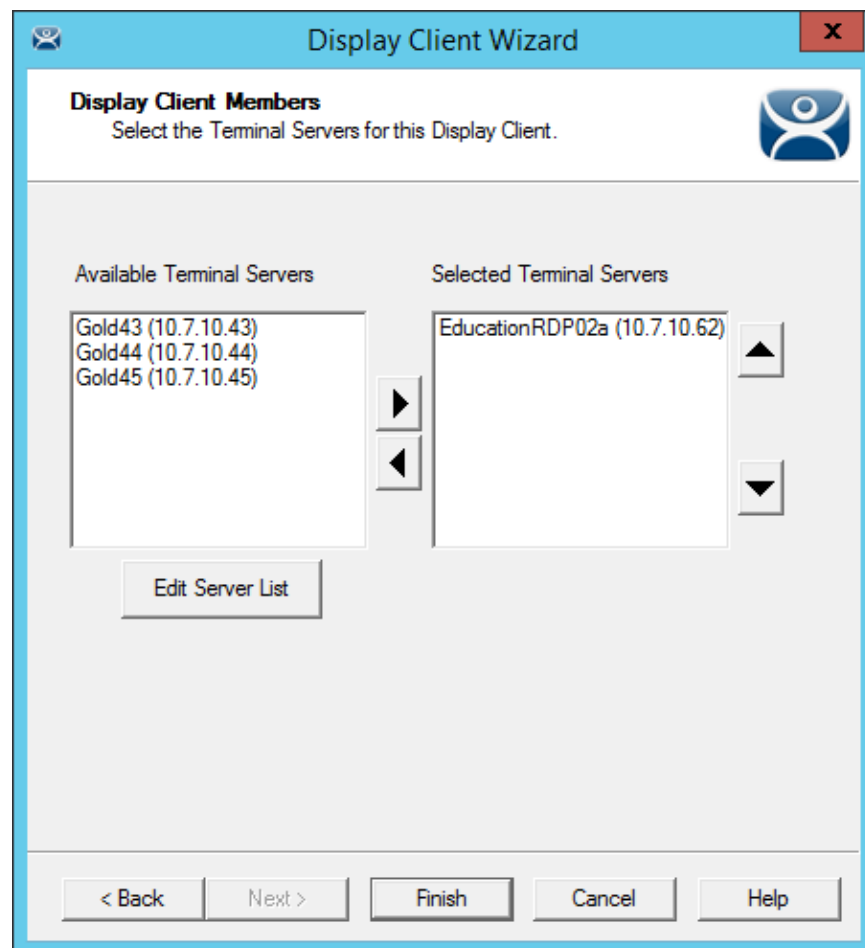 Display Client Wizard
x
Display Client Members
Select the Terminal Servers for this Display Client.
Available Terminal Servers
Selected Terminal Servers
Gold43 (10.7.10.43)
Gold44 (10.7.10.44)
Gold45 (10.7.10.45)
EducationRDP02a (10.7.10.62)
Edit Server List
< Back
Next >
Finish
Cancel
Help